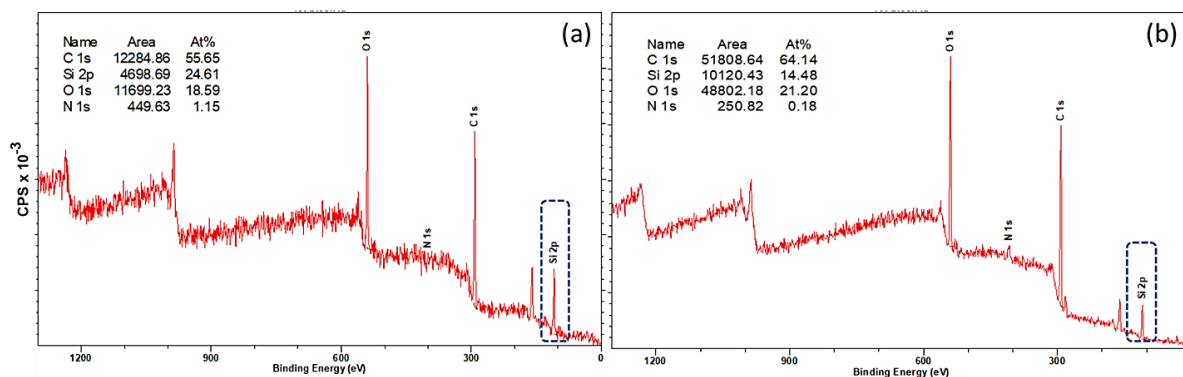 (a)
Name Area At%
C 1s 12284.86 55.65
Si 2p 4698.69 24.61
O 1s 11699.23 18.59
N 1s 449.63 1.15
O 1s
C 1s
N 1s
Si 2p
CPS x 10^-3
1200 900 600 300 0
Binding Energy (eV)
(b)
Name Area At%
C 1s 51808.64 64.14
Si 2p 10120.43 14.48
O 1s 48802.18 21.20
N 1s 250.82 0.18
O 1s
C 1s
N 1s
Si 2p
1200 900 600 300
Binding Energy (eV)